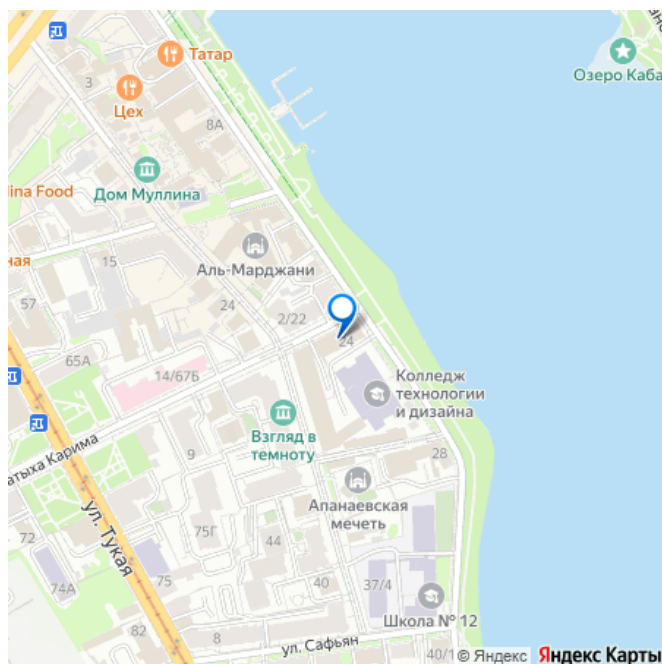 Татар
3
Цех
8А
Озеро Каба
lina Food
Дом Муллина
ная
15
Аль-Марджани
57
24
2/22
24
65А
14/67Б
Колледж
технологии
и дизайна
Взгляд в
темноту
атыха Карима
9
28
ул. Тукая
Апанаевская
мечеть
72
75Г
44
74А
75
40
37/4
Школа № 12
82
8
ул. Сафьян
40/1
© Яндекс Яндекс Карты